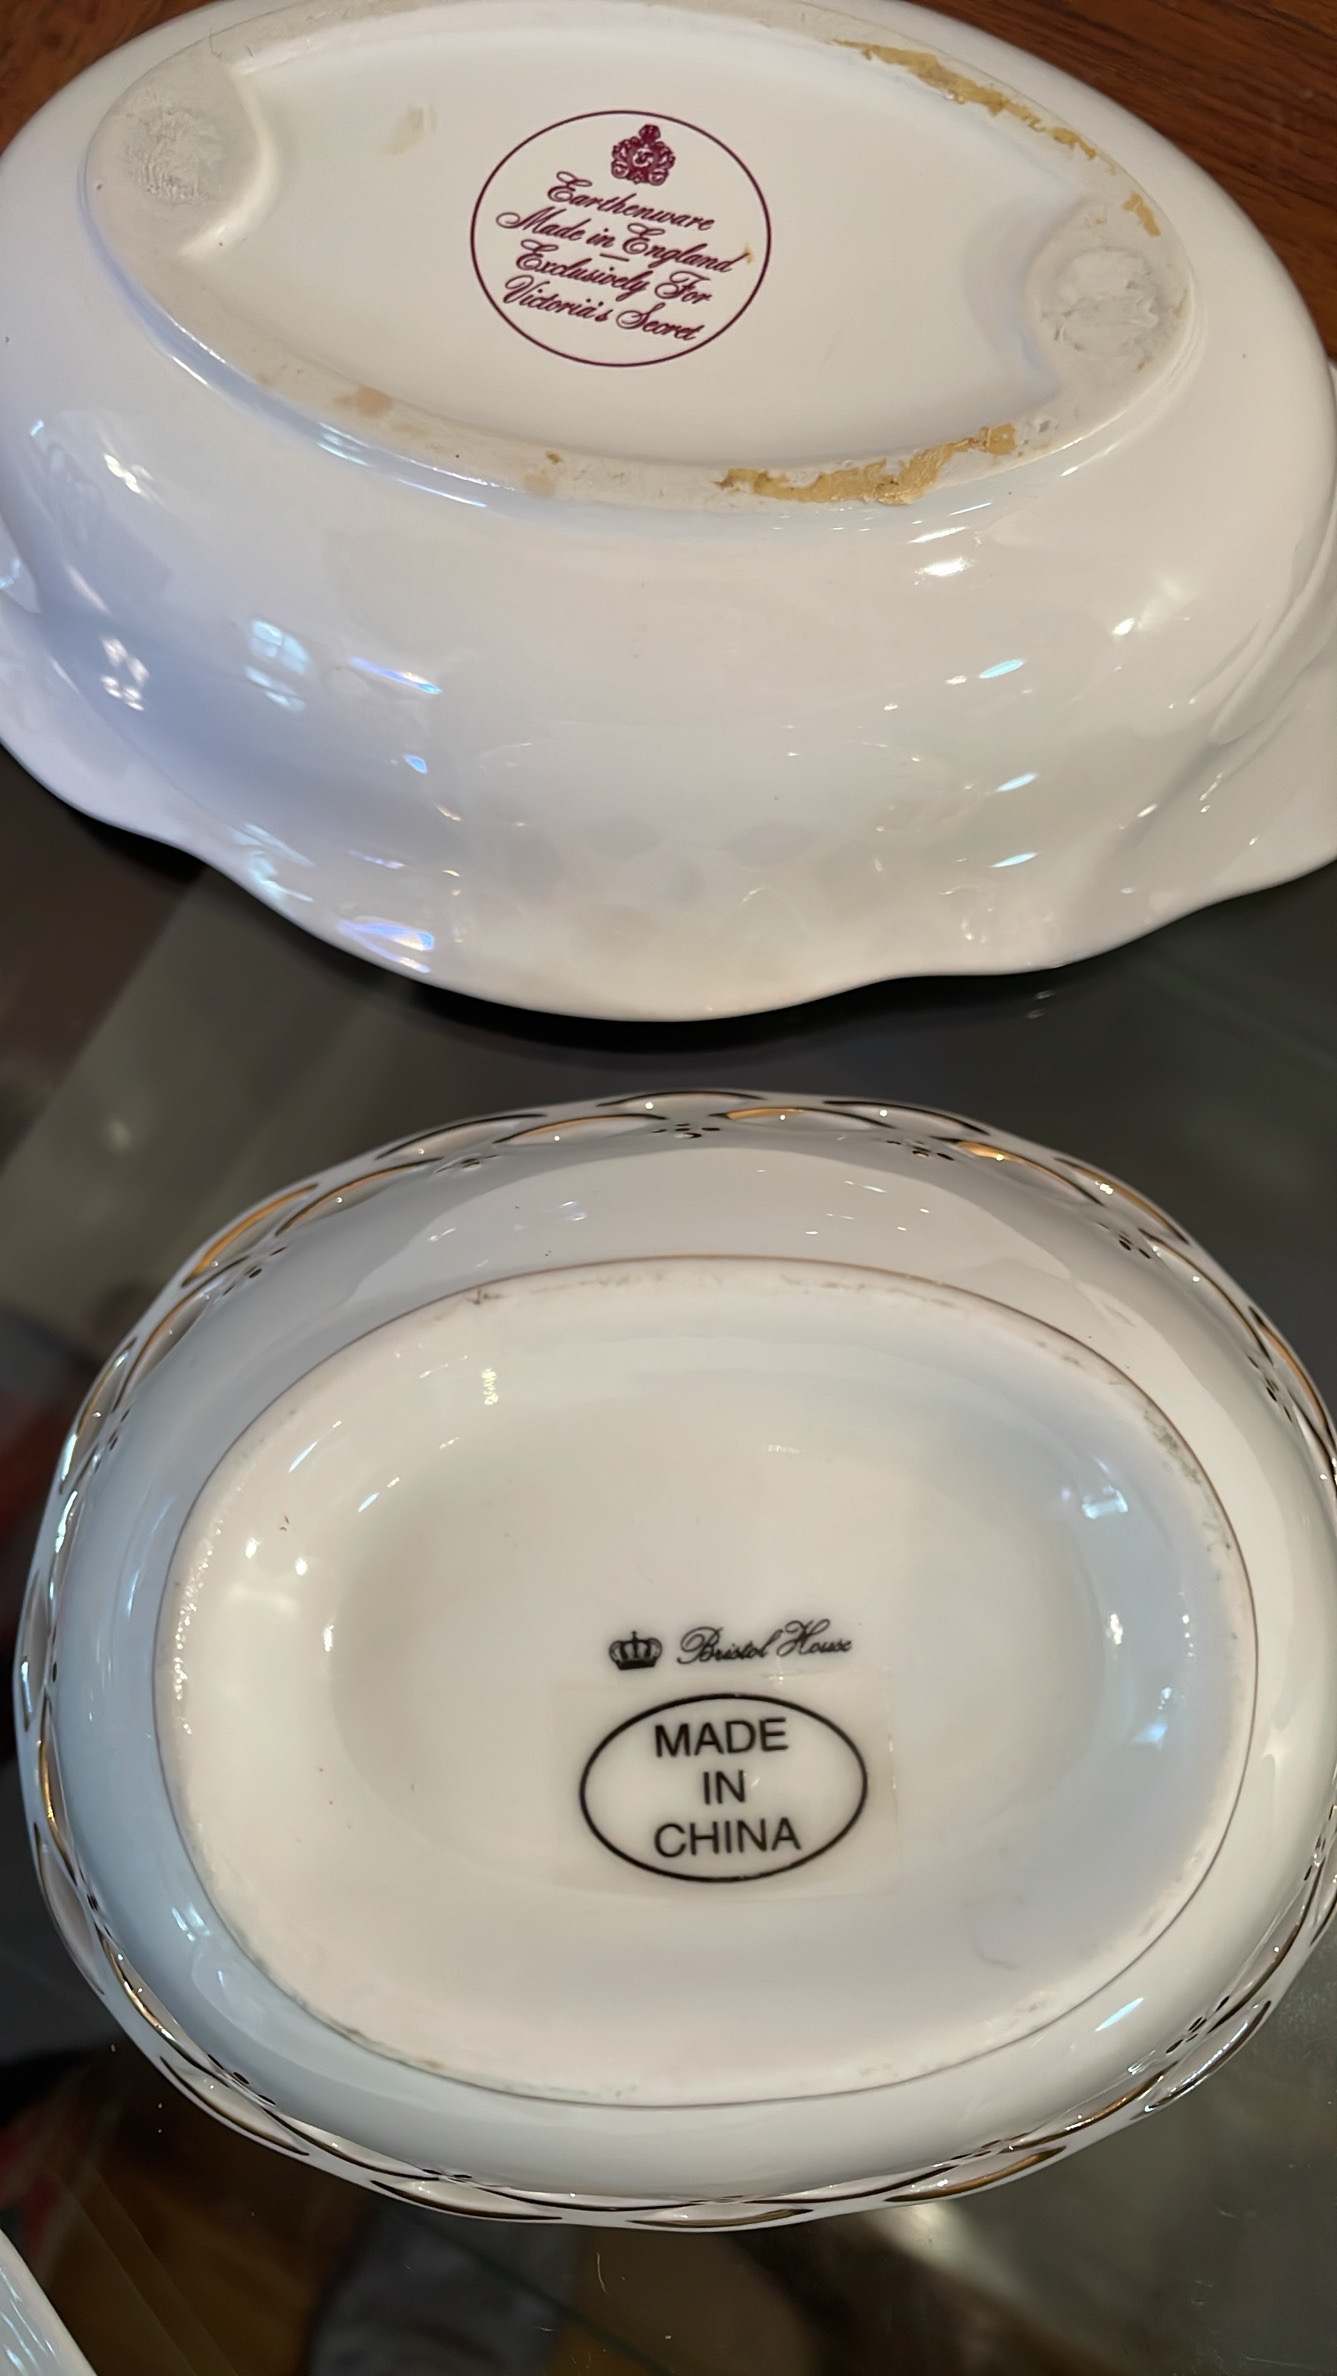 Earthenware
Made in England
Exclusively For
Victoria's Secret
Bristol House
MADE
IN
CHINA